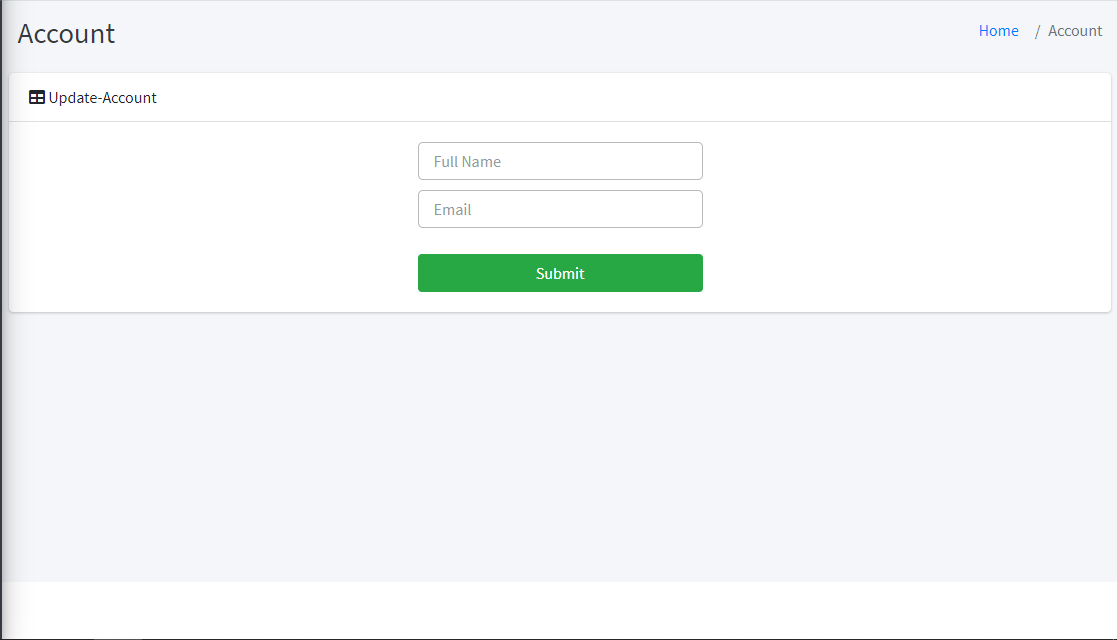 Account
Home / Account
Update-Account
Full Name
Email
Submit